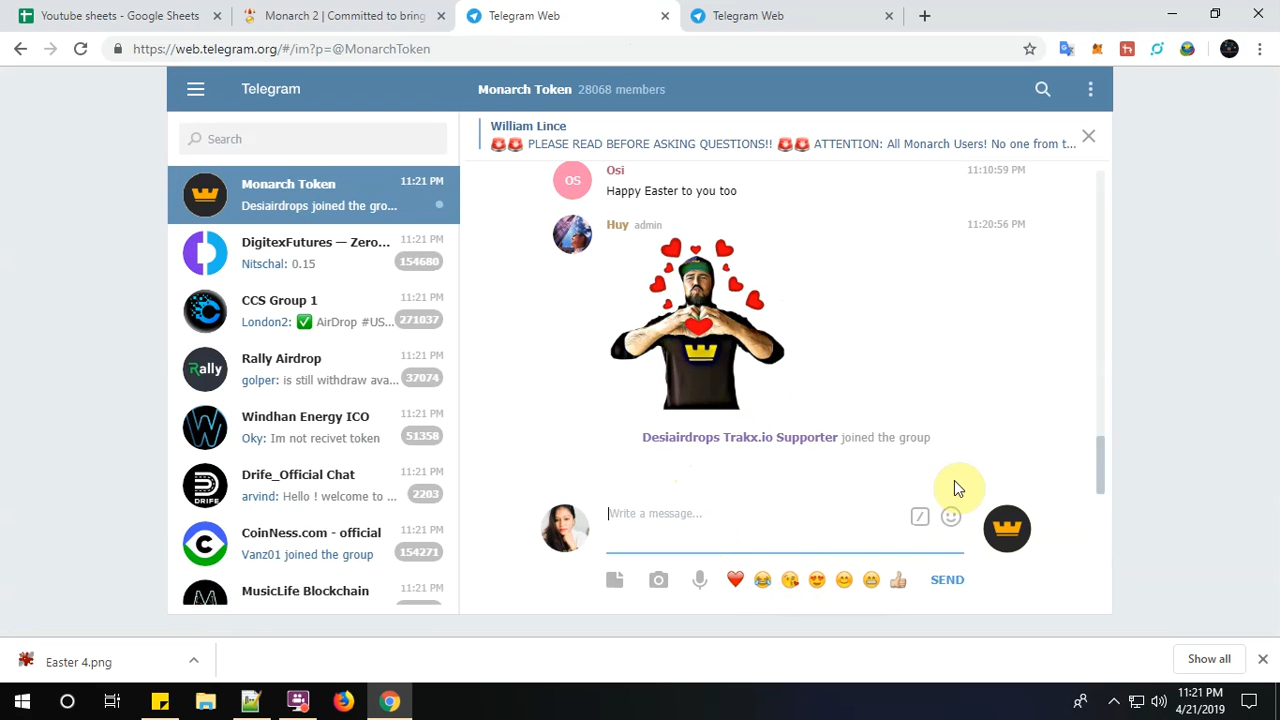 Youtube sheets - Google Sheets
Monarch 2 | Committed to bring
Telegram Web
Telegram Web
https://web.telegram.org/#/im?p=@MonarchToken
Telegram
Monarch Token 28068 members
Search
William Lince
🚨🚨 PLEASE READ BEFORE ASKING QUESTIONS!! 🚨🚨 ATTENTION: All Monarch Users! No one from t...
Monarch Token 11:21 PM
Desiairdrops joined the gro...
DigitexFutures — Zero... 11:21 PM
Nitschal: 0.15 154680
CCS Group 1 11:21 PM
London2: ✅ AirDrop #US... 271037
Rally
Rally Airdrop 11:21 PM
golper: is still withdraw ava... 37074
Windhan Energy ICO 11:21 PM
Oky: Im not recivet token 51358
DRIFE
Drife_Official Chat 11:21 PM
arvind: Hello ! welcome to ... 2203
CoinNess.com - official 11:21 PM
Vanz01 joined the group 154271
MusicLife Blockchain 11:21 PM
OS
Osi 11:10:59 PM
Happy Easter to you too
Huy admin 11:20:56 PM
Desiairdrops Trakx.io Supporter joined the group
Write a message...
SEND
Easter 4.png
Show all
11:21 PM
4/21/2019